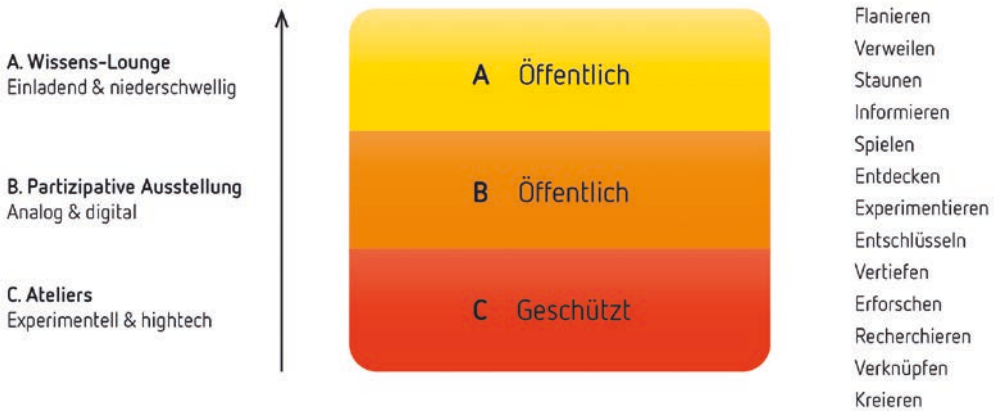 A. Wissens-Lounge
Einladend & niederschwellig
B. Partizipative Ausstellung
Analog & digital
C. Ateliers
Experimentell & hightech
A Öffentlich
B Öffentlich
C Geschützt
Flanieren
Verweilen
Staunen
Informieren
Spielen
Entdecken
Experimentieren
Entschlüsseln
Vertiefen
Erforschen
Recherchieren
Verknüpfen
Kreieren